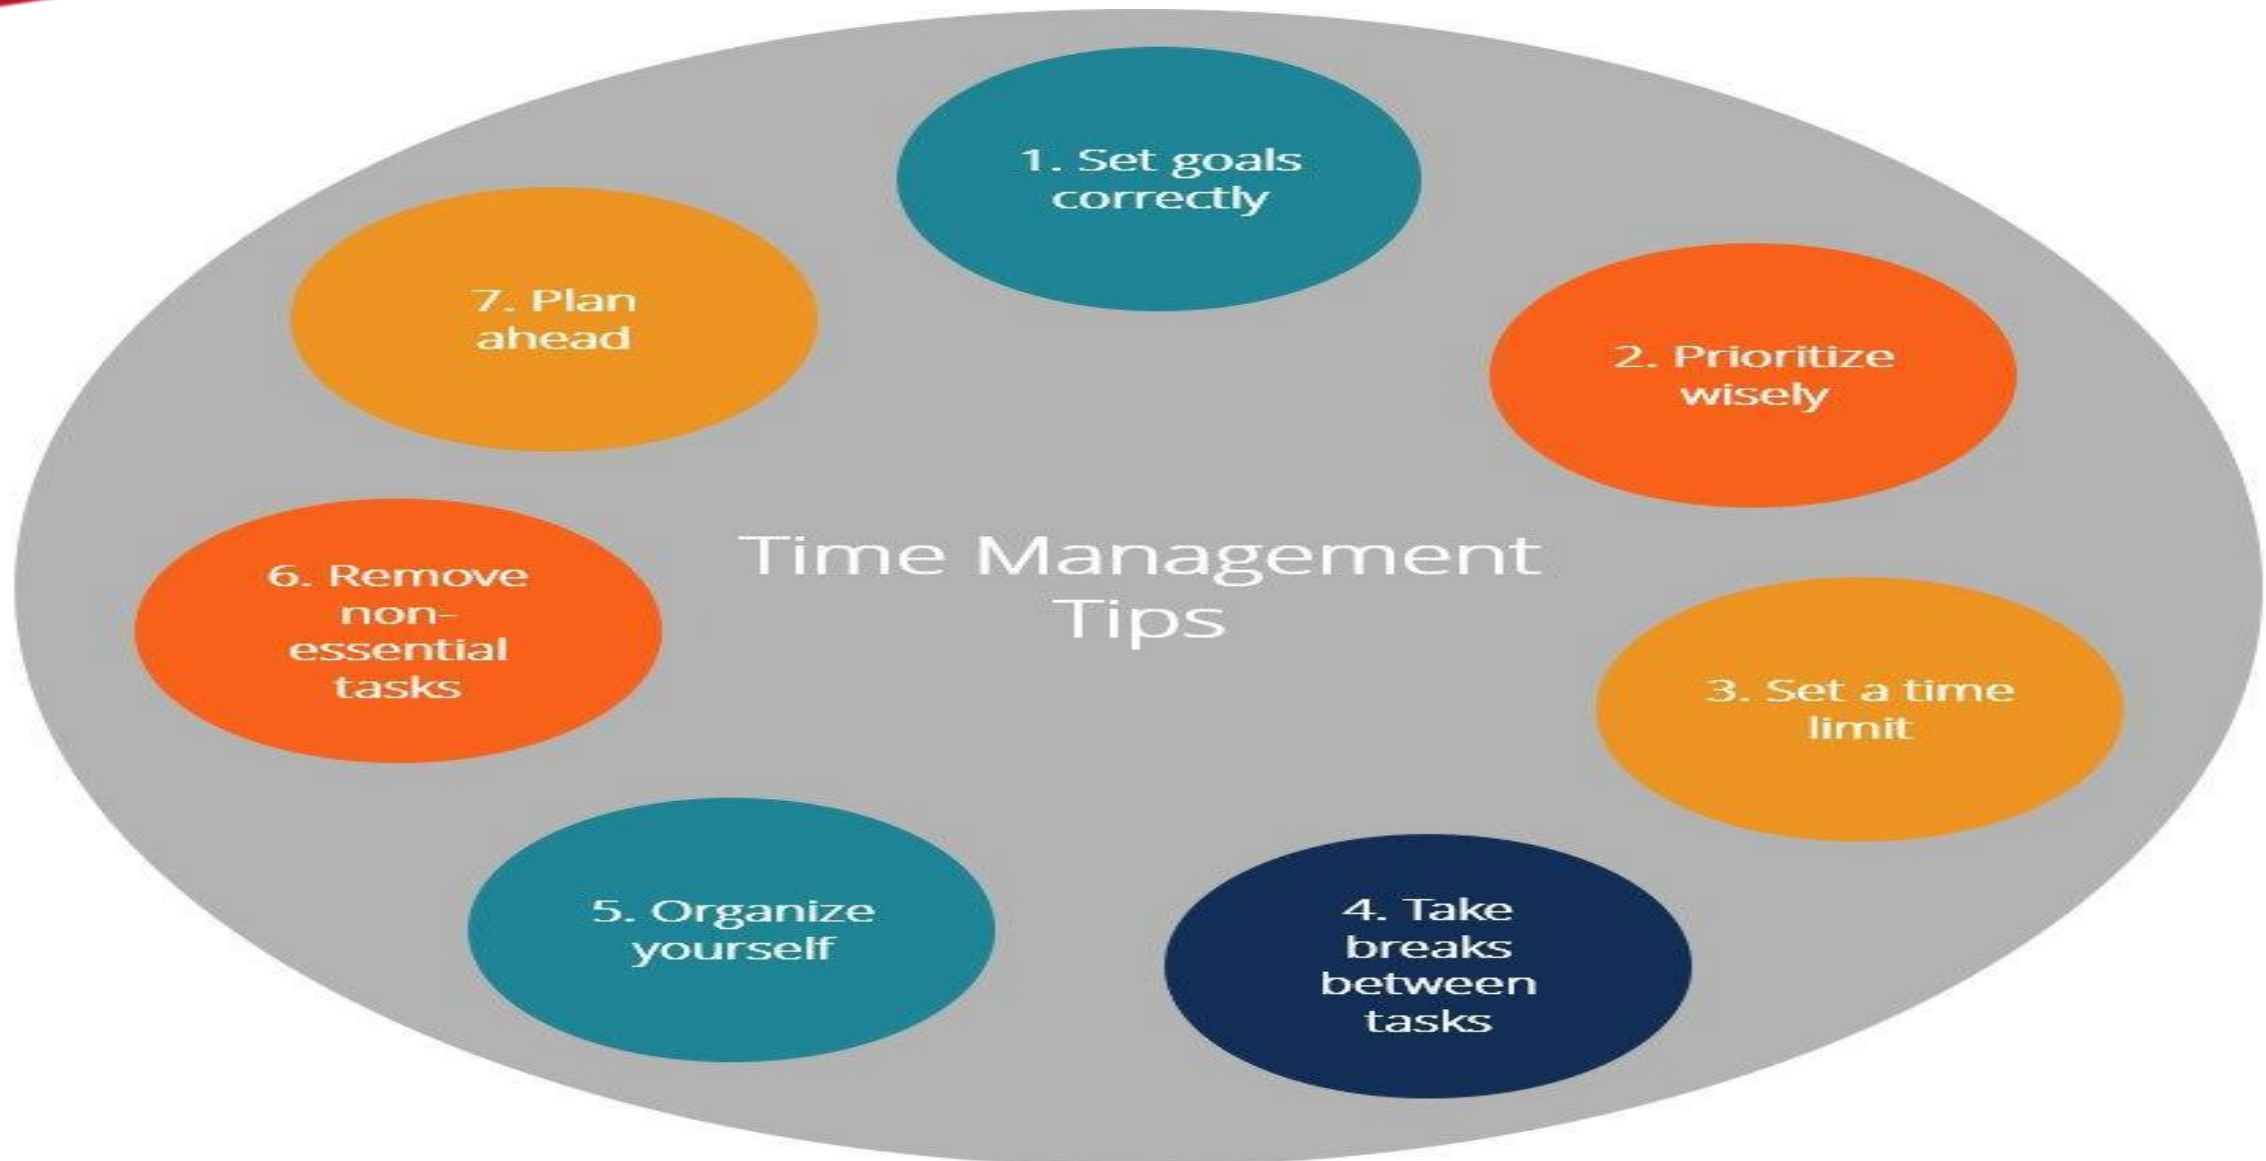 1. Set goals
correctly
2. Prioritize
wisely
3. Set a time
limit
4. Take
breaks
between
tasks
5. Organize
yourself
6. Remove
non-
essential
tasks
7. Plan
ahead
Time Management
Tips